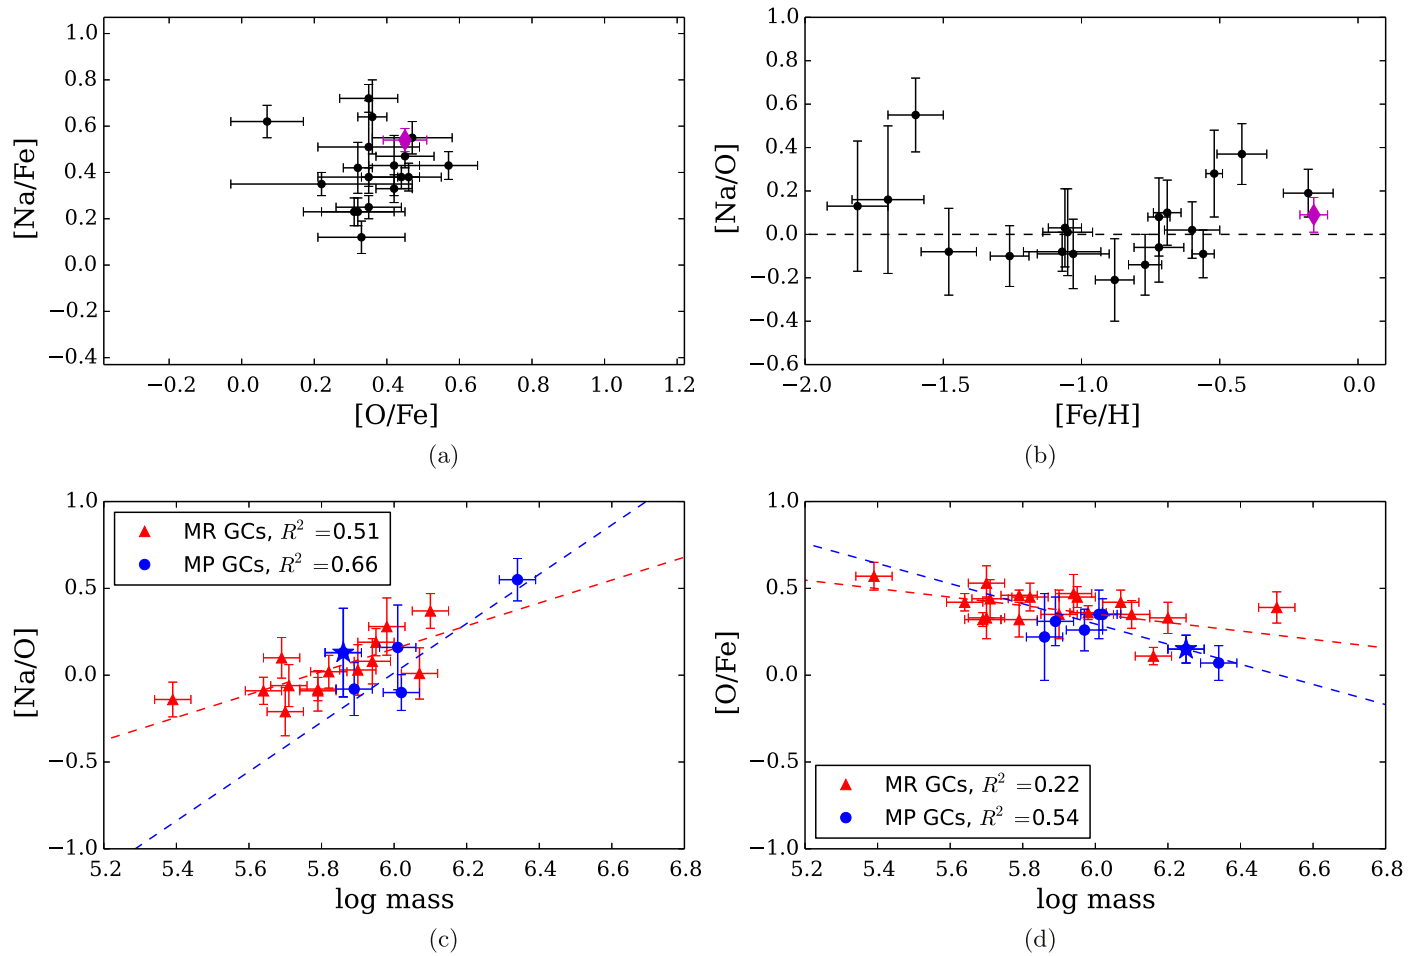 1.0
0.8
0.6
0.4
0.2
0.0
−0.2
−0.4
[Na/Fe]
−0.2 0.0 0.2 0.4 0.6 0.8 1.0 1.2
[O/Fe]
(a)
1.0
0.8
0.6
0.4
0.2
0.0
−0.2
−0.4
−0.6
[Na/O]
−2.0 −1.5 −1.0 −0.5 0.0
[Fe/H]
(b)
1.0
0.5
0.0
−0.5
−1.0
[Na/O]
MR GCs, R² =0.51
MP GCs, R² =0.66
5.2 5.4 5.6 5.8 6.0 6.2 6.4 6.6 6.8
log mass
(c)
1.0
0.5
0.0
−0.5
−1.0
[O/Fe]
MR GCs, R² =0.22
MP GCs, R² =0.54
5.2 5.4 5.6 5.8 6.0 6.2 6.4 6.6 6.8
log mass
(d)